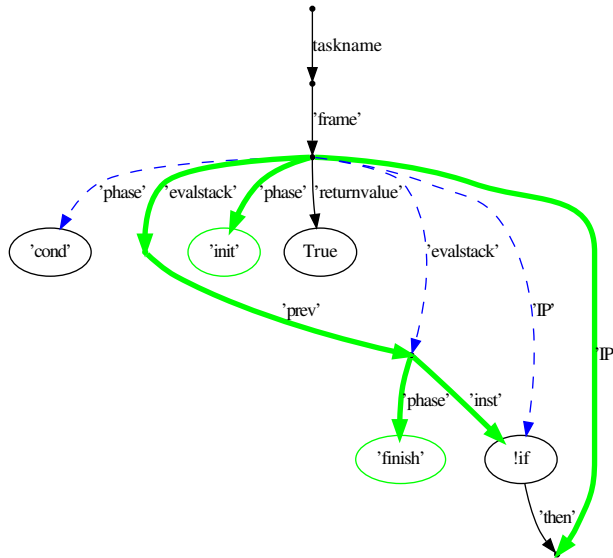 taskname
’frame’
’phase’
’evalstack’
’phase’
’returnvalue’
’cond’
’init’
True
’evalstack’
’prev’
’IP’
’IP
’phase’
’inst’
’finish’
!if
’then’